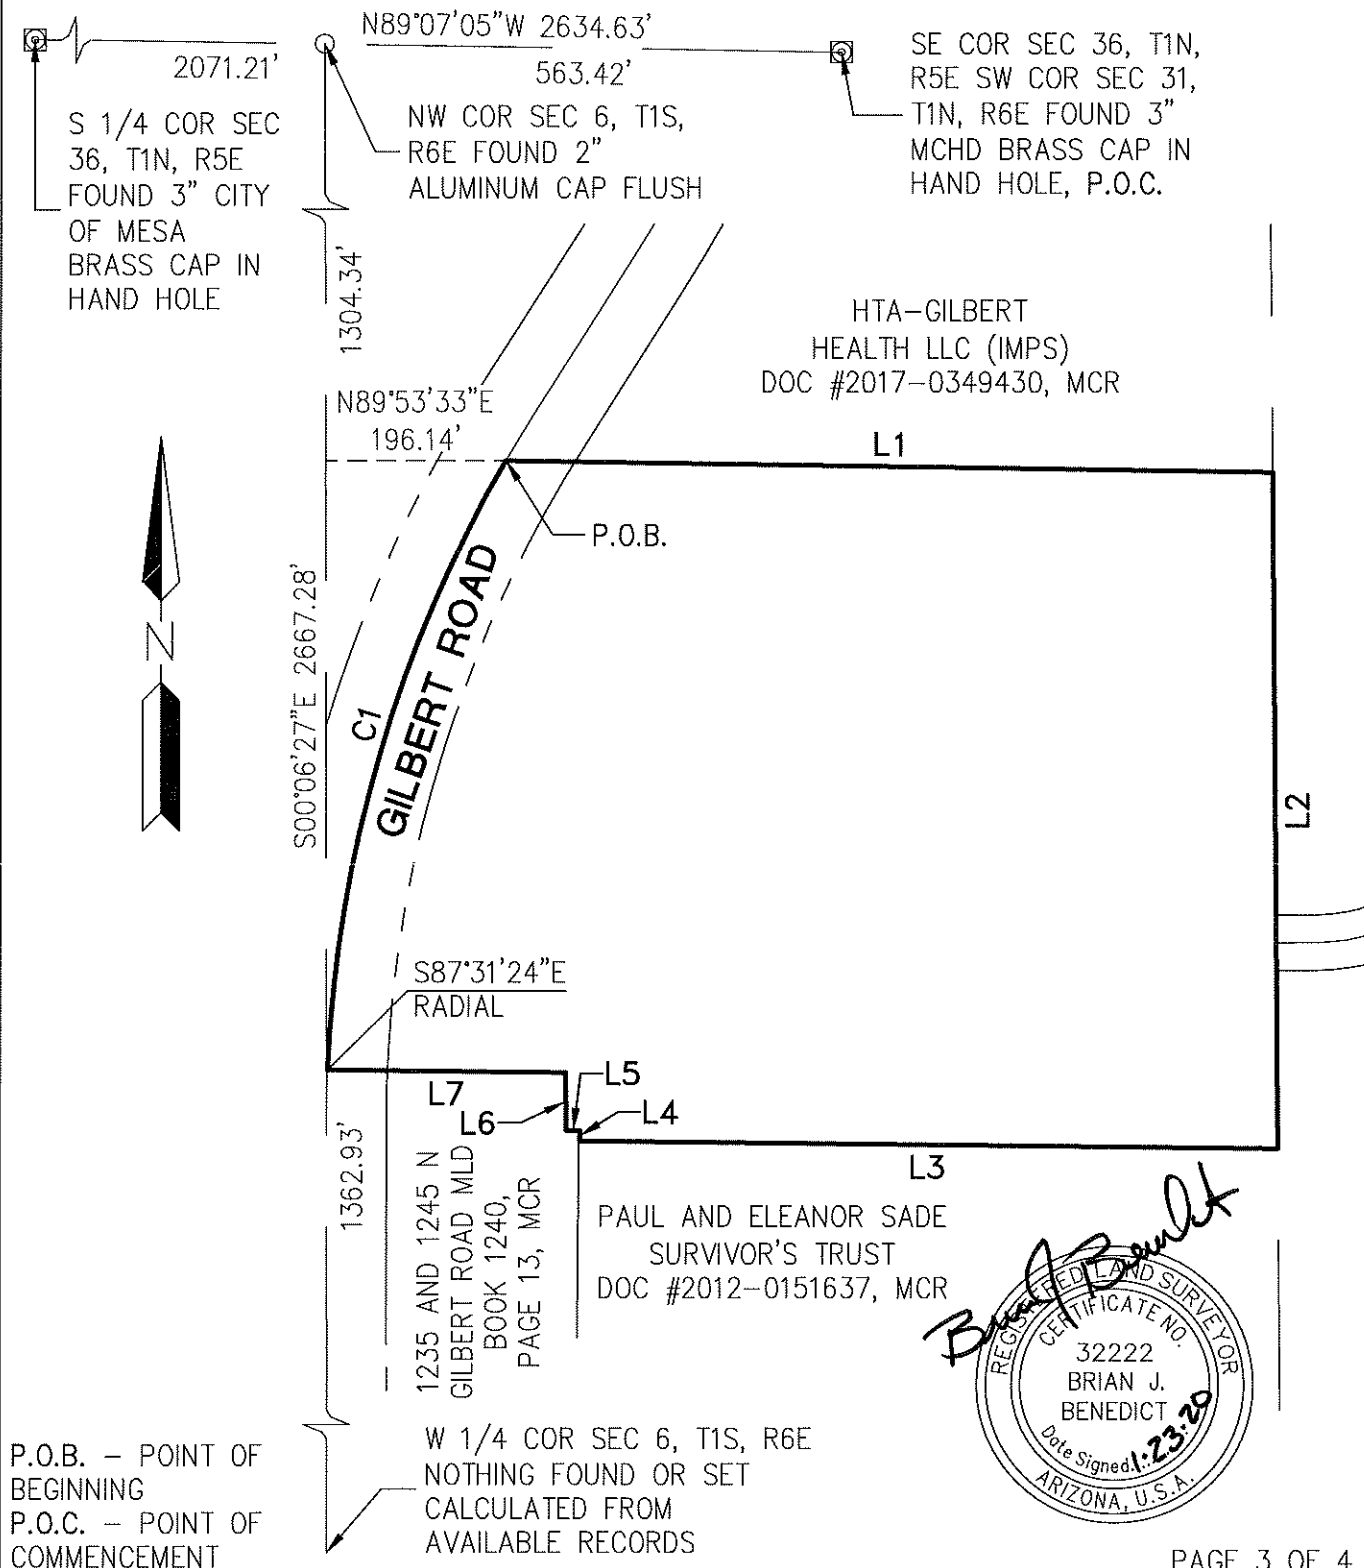 N89°07'05"W 2634.63'
2071.21'
563.42'
S 1/4 COR SEC
36, T1N, R5E
FOUND 3" CITY
OF MESA
BRASS CAP IN
HAND HOLE
NW COR SEC 6, T1S,
R6E FOUND 2"
ALUMINUM CAP FLUSH
SE COR SEC 36, T1N,
R5E SW COR SEC 31,
T1N, R6E FOUND 3"
MCHD BRASS CAP IN
HAND HOLE, P.O.C.
1304.34'
HTA-GILBERT
HEALTH LLC (IMPS)
DOC #2017-0349430, MCR
N89°53'33"E
196.14'
L1
P.O.B.
N
S00°06'27"E 2667.28'
C1
GILBERT ROAD
L2
S87°31'24"E
RADIAL
L7
L6
L5
L4
L3
1362.93'
1235 AND 1245 N
GILBERT ROAD MLD
BOOK 1240,
PAGE 13, MCR
PAUL AND ELEANOR SADE
SURVIVOR'S TRUST
DOC #2012-0151637, MCR
Brian J Benedict
REGISTERED LAND SURVEYOR
CERTIFICATE NO.
32222
BRIAN J.
BENEDICT
Date Signed 1.23.20
ARIZONA, U.S.A.
W 1/4 COR SEC 6, T1S, R6E
NOTHING FOUND OR SET
CALCULATED FROM
AVAILABLE RECORDS
P.O.B. - POINT OF
BEGINNING
P.O.C. - POINT OF
COMMENCEMENT
PAGE 3 OF 4